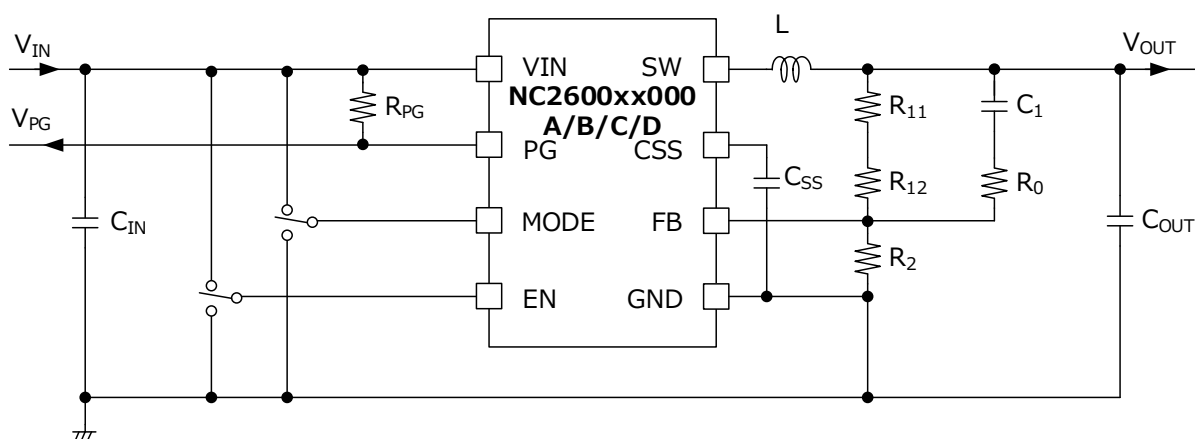 L
VIN
VOUT
VIN
SW
NC2600xx000
A/B/C/D
RPG
R11
C1
VPG
PG
CSS
CSS
R12
R0
CIN
MODE
FB
COUT
R2
EN
GND